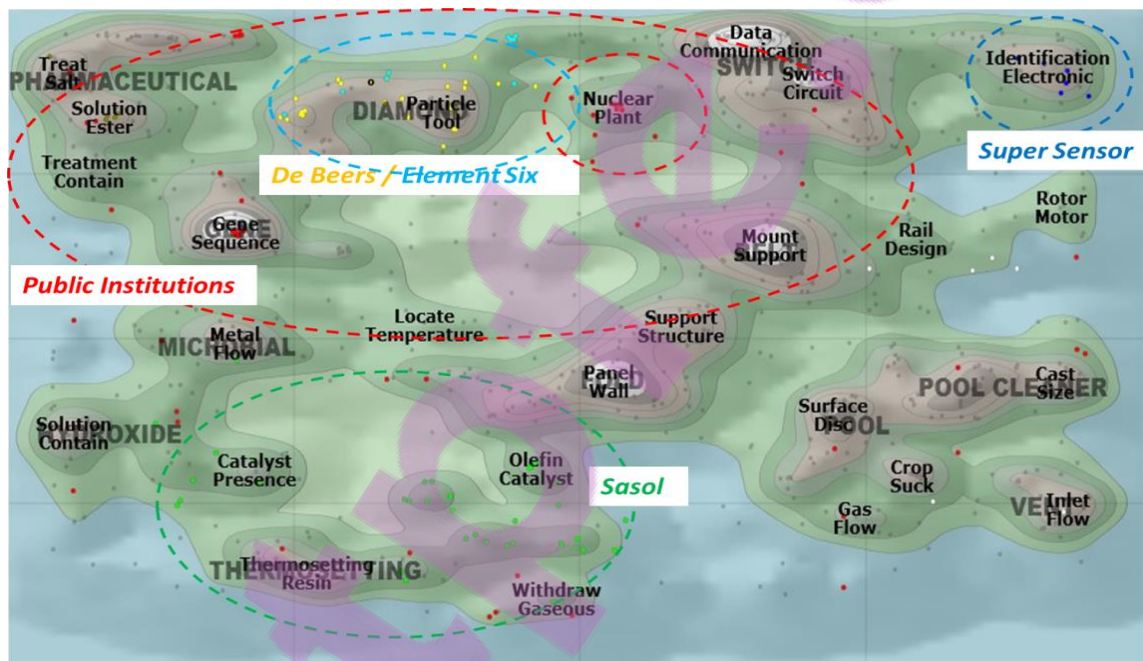 Treat
Salt
PHARMACEUTICAL
Solution
Ester
Treatment
Contain
DIAMOND
Particle
Tool
Nuclear
Plant
Data
Communication
SWITCH
Switch
Circuit
Identification
Electronic
Super Sensor
De Beers / Element Six
GENE
Gene
Sequence
Public Institutions
Mount
Support
Rail
Design
Rotor
Motor
Locate
Temperature
Support
Structure
MICROBIAL
Metal
Flow
Panel
Wall
POOL CLEANER
Cast
Size
Surface
Disc
POOL
HYDROXIDE
Solution
Contain
Catalyst
Presence
Olefin
Catalyst
Sasol
Crop
Suck
Gas
Flow
VENT
Inlet
Flow
THERMOSETTING
Thermosetting
Resin
Withdraw
Gaseous